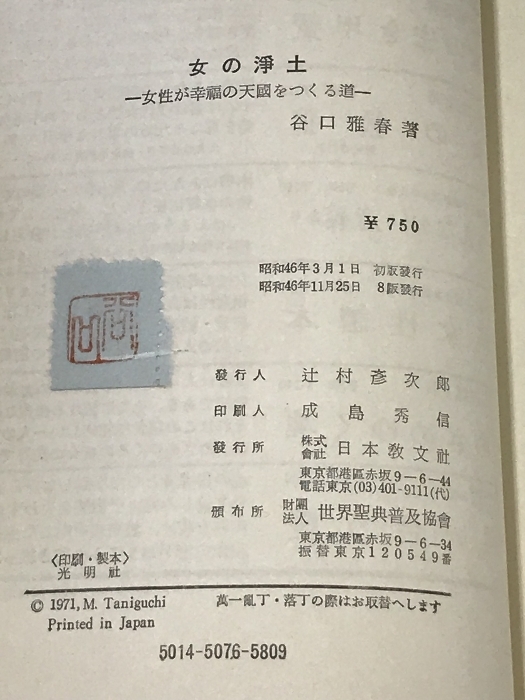 女の淨土
―女性が幸福の天國をつくる道―
谷口雅春著
¥750
昭和46年3月1日 初版發行
昭和46年11月25日 8版發行
發行人 辻村彥次郎
印刷人 成島秀信
發行所 株式會社 日本教文社
東京都港區赤坂9－6－44
電話東京(03)401-9111(代)
頒布所 財團法人 世界聖典普及協會
東京都港區赤坂9－6－34
振替東京120549番
〈印刷・製本〉
光明社
© 1971, M. Taniguchi
Printed in Japan
萬一亂丁・落丁の際はお取替へします
5014-5076-5809